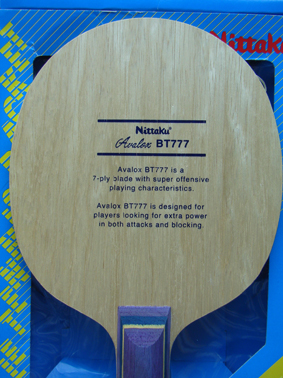 Nittaku
Nittaku
Avalox BT777
Avalox BT777 is a
7-ply blade with super offensive
playing characteristics.
Avalox BT777 is designed for
players looking for extra power
in both attacks and blocking.